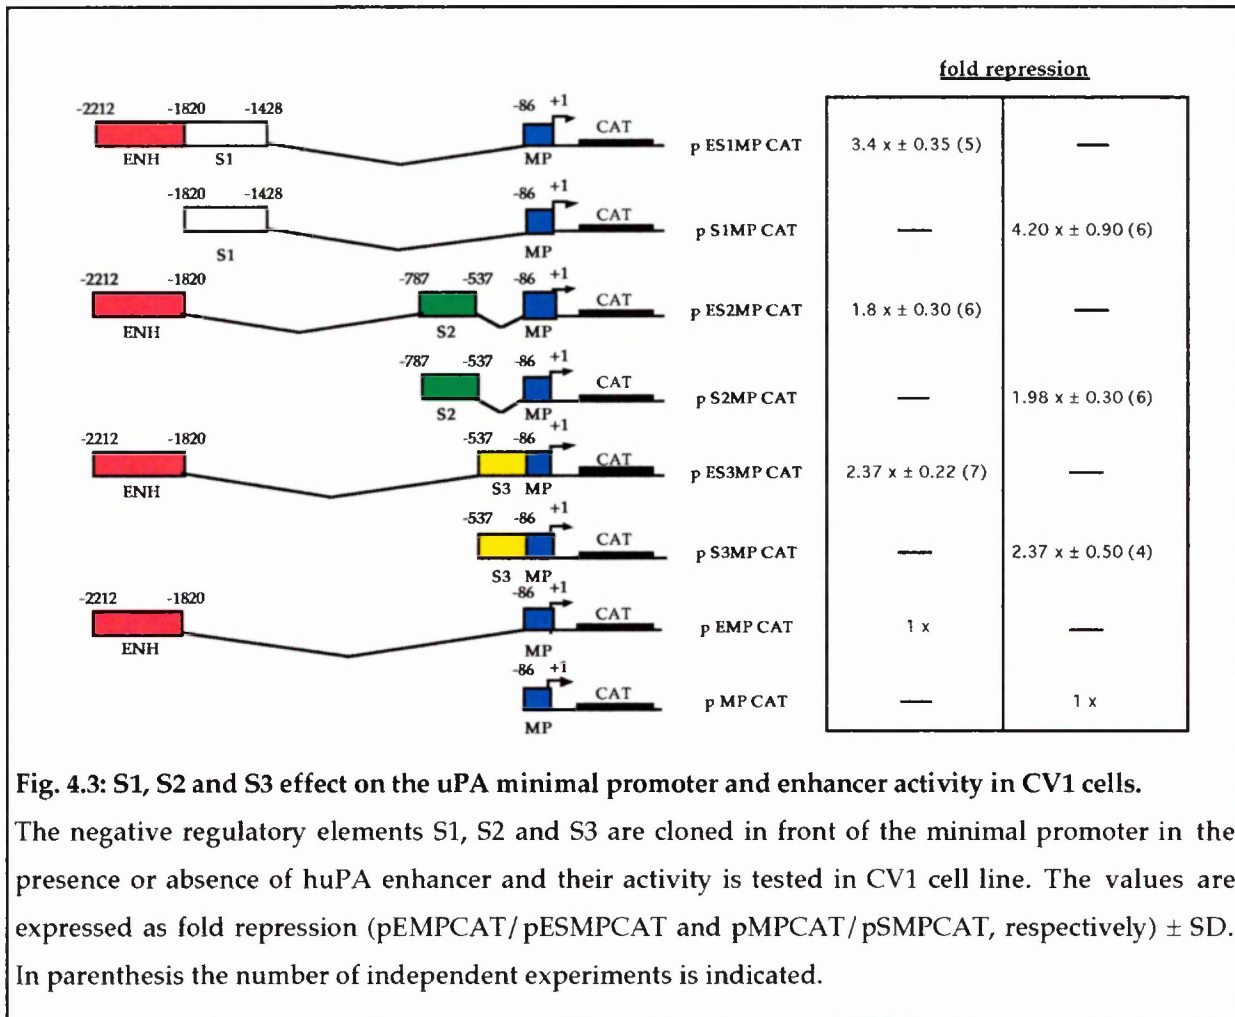 fold repression
-2212 -1820 -1428 -86 +1
CAT
ENH S1 MP
p ES1MP CAT 3.4 x ± 0.35 (5) —
-1820 -1428 -86 +1
CAT
S1 MP
p S1MP CAT — 4.20 x ± 0.90 (6)
-2212 -1820 -787 -537 -86 +1
CAT
ENH S2 MP
p ES2MP CAT 1.8 x ± 0.30 (6) —
-787 -537 -86 +1
CAT
S2 MP
p S2MP CAT — 1.98 x ± 0.30 (6)
-2212 -1820 -537 -86 +1
CAT
ENH S3 MP
p ES3MP CAT 2.37 x ± 0.22 (7) —
-537 -86 +1
CAT
S3 MP
p S3MP CAT — 2.37 x ± 0.50 (4)
-2212 -1820 -86 +1
CAT
ENH MP
p EMP CAT 1 x —
-86 +1
CAT
MP
p MP CAT — 1 x
Fig. 4.3: S1, S2 and S3 effect on the uPA minimal promoter and enhancer activity in CV1 cells.
The negative regulatory elements S1, S2 and S3 are cloned in front of the minimal promoter in the
presence or absence of huPA enhancer and their activity is tested in CV1 cell line. The values are
expressed as fold repression (pEMPCAT/pESMPCAT and pMPCAT/pSMPCAT, respectively) ± SD.
In parenthesis the number of independent experiments is indicated.